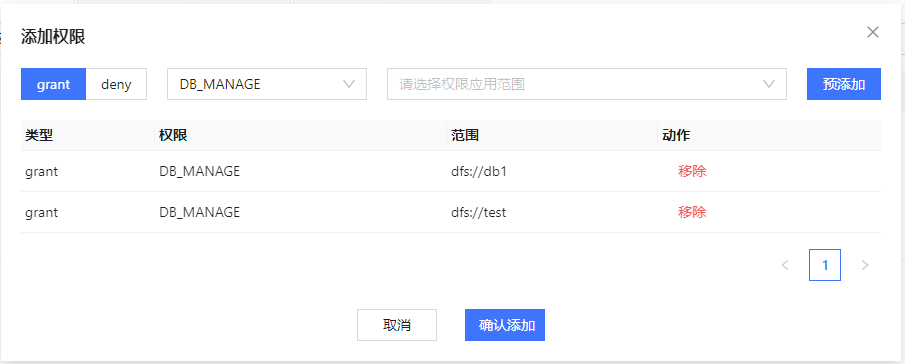 添加权限
grant deny DB_MANAGE 请选择权限应用范围 预添加
类型 权限 范围 动作
grant DB_MANAGE dfs://db1 移除
grant DB_MANAGE dfs://test 移除
1
取消 确认添加